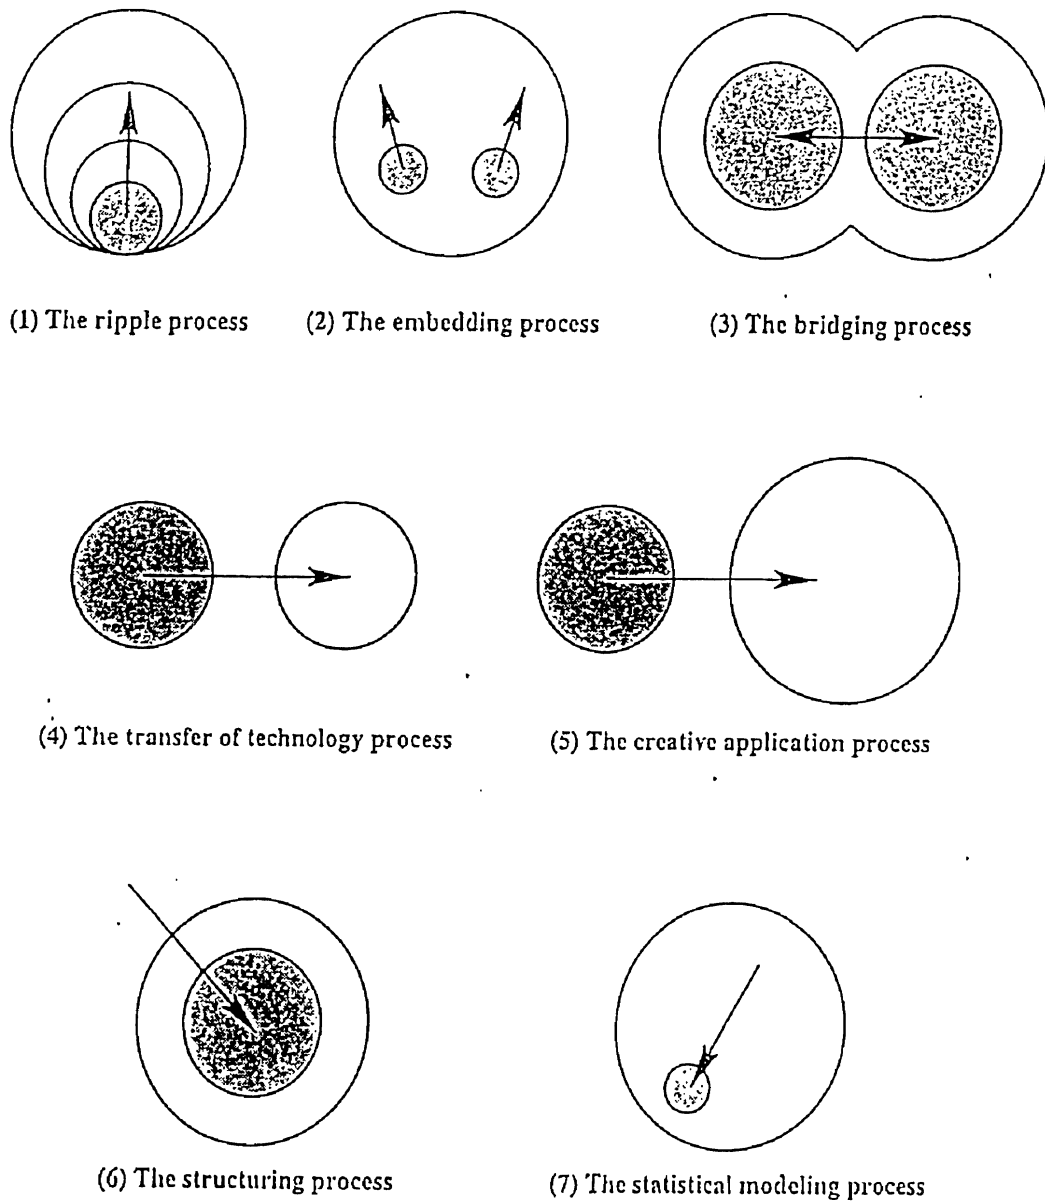 (1) The ripple process
(2) The embedding process
(3) The bridging process
(4) The transfer of technology process
(5) The creative application process
(6) The structuring process
(7) The statistical modeling process